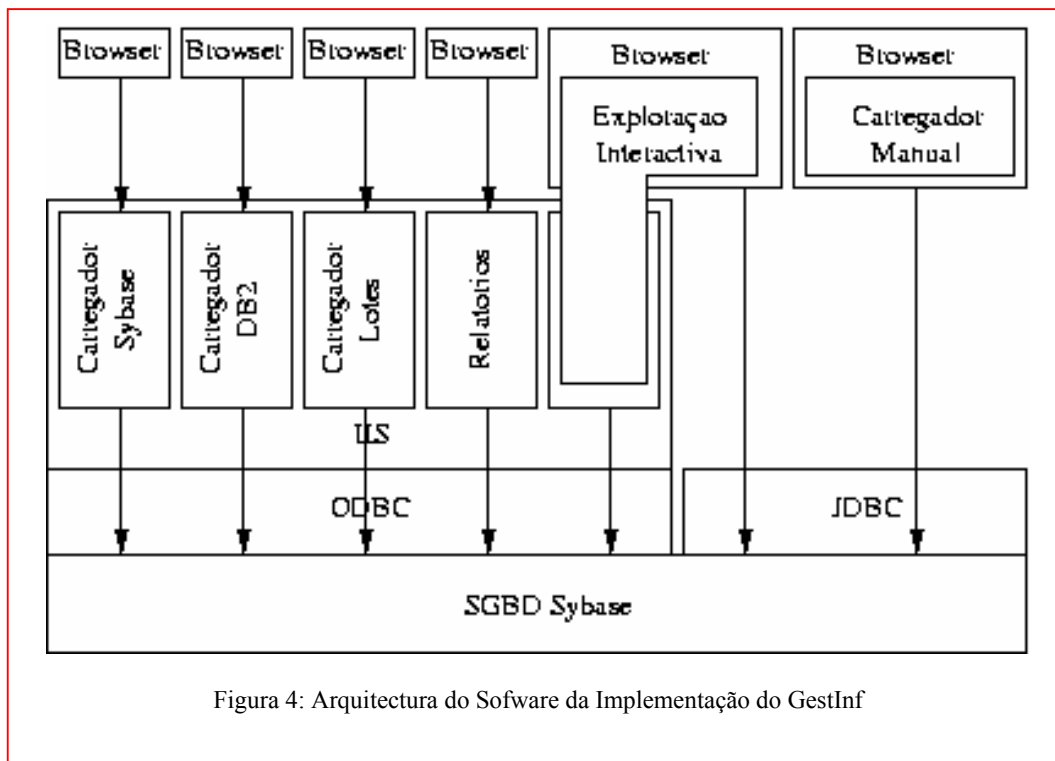 Browser
Browser
Browser
Browser
Browser
Browser
Exploração
Interactiva
Carregador
Manual
Carregador
Sybase
Carregador
DB2
Carregador
Lotes
Relatorios
IIS
ODBC
JDBC
SGBD Sybase
Figura 4: Arquitectura do Sofware da Implementação do GestInf